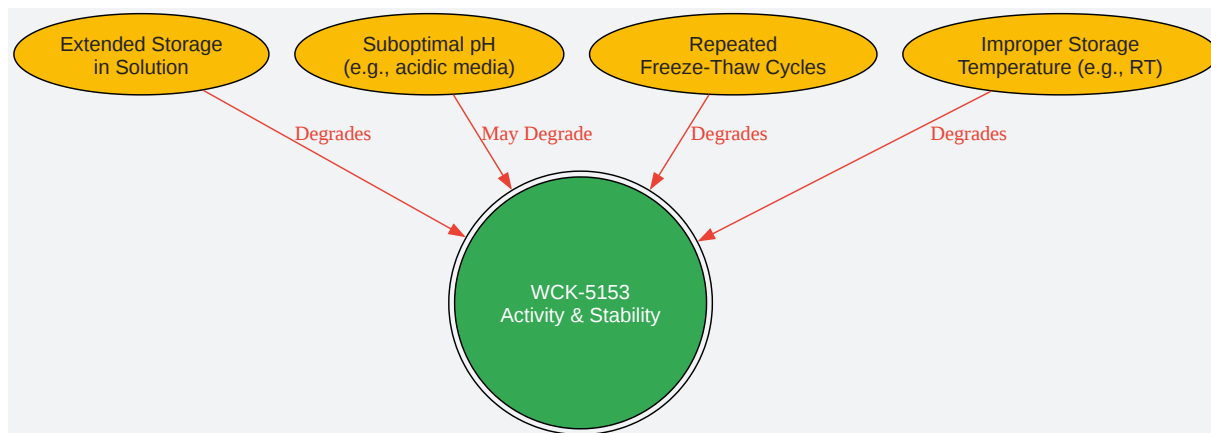 Extended Storage
in Solution
Suboptimal pH
(e.g., acidic media)
Repeated
Freeze-Thaw Cycles
Improper Storage
Temperature (e.g., RT)
Degrades
May Degrade
Degrades
Degrades
WCK-5153
Activity & Stability